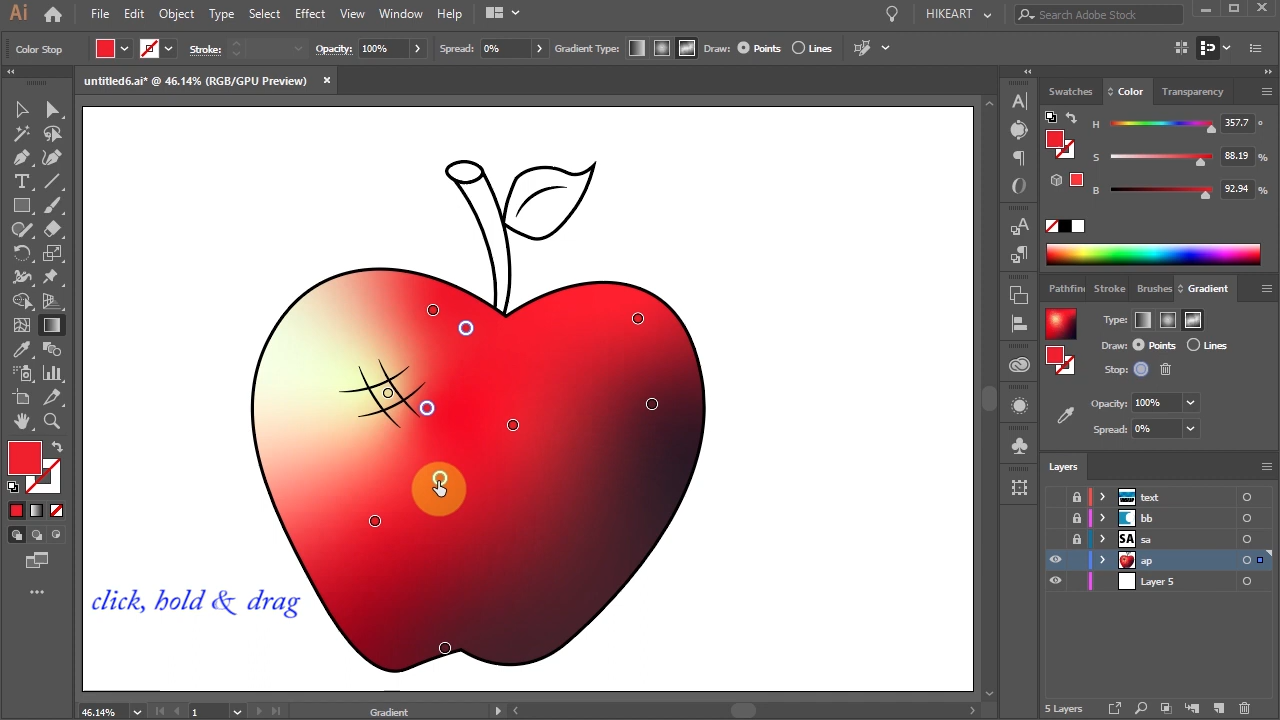 Ai File Edit Object Type Select Effect View Window Help HIKEART Search Adobe Stock
Color Stop Stroke: Opacity: 100% Spread: 0% Gradient Type: Draw: Points Lines
untitled6.ai* @ 46.14% (RGB/GPU Preview)
Swatches Color Transparency
H 357.7 °
S 88.19 %
B 92.94 %
Pathfin Stroke Brushes Gradient
Type:
Draw: Points Lines
Stop:
Opacity: 100%
Spread: 0%
Layers
text
bb
SA sa
ap
Layer 5
5 Layers
click, hold & drag
46.14% 1 Gradient